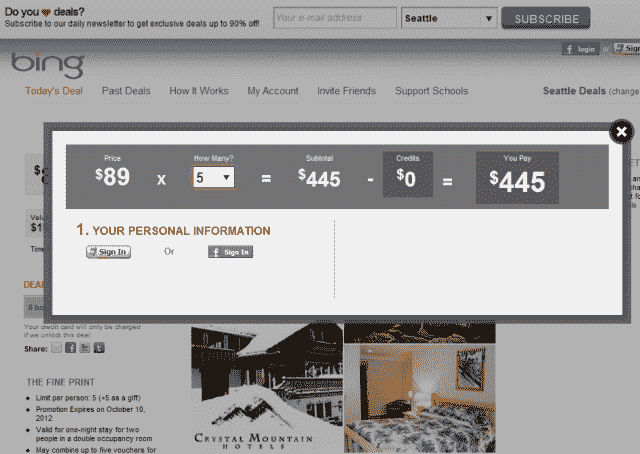 Do you deals?
Subscribe to our daily newsletter to get exclusive deals up to 90% off!
Your e-mail address
Seattle
SUBSCRIBE
login or Sign
bing
Today's Deal
Past Deals
How It Works
My Account
Invite Friends
Support Schools
Seattle Deals (change
Price
How Many?
Subtotal
Credits
You Pay
$89 x 5 = $445 - $0 = $445
1. YOUR PERSONAL INFORMATION
Sign In Or Sign In
Your credit card will only be charged
if we unlock this deal.
Share:
THE FINE PRINT
Limit per person: 5 (+5 as a gift)
Promotion Expires on October 10,
2012
Valid for one-night stay for two
people in a double occupancy room
May combine up to five vouchers for
CRYSTAL MOUNTAIN
HOTELS